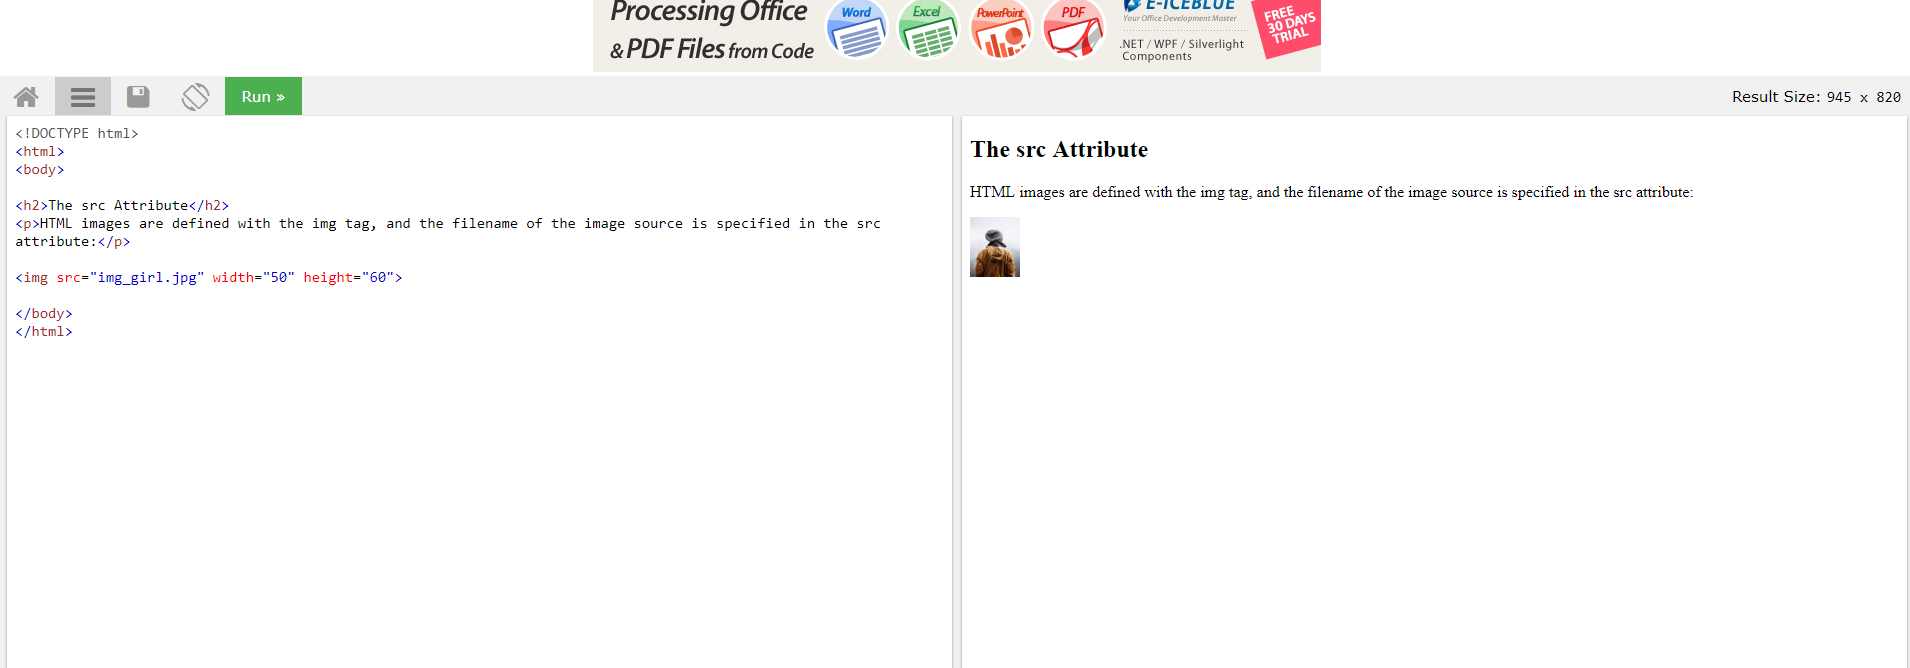 Processing Office
& PDF Files from Code
Word
Excel
PowerPoint
PDF
E-ICEBLUE
Your Office Development Master
.NET / WPF / Silverlight
Components
FREE
30 DAYS
TRIAL
Run »
Result Size: 945 x 820
<!DOCTYPE html>
<html>
<body>
<h2>The src Attribute</h2>
<p>HTML images are defined with the img tag, and the filename of the image source is specified in the src
attribute:</p>
<img src="img_girl.jpg" width="50" height="60">
</body>
</html>
The src Attribute
HTML images are defined with the img tag, and the filename of the image source is specified in the src attribute: